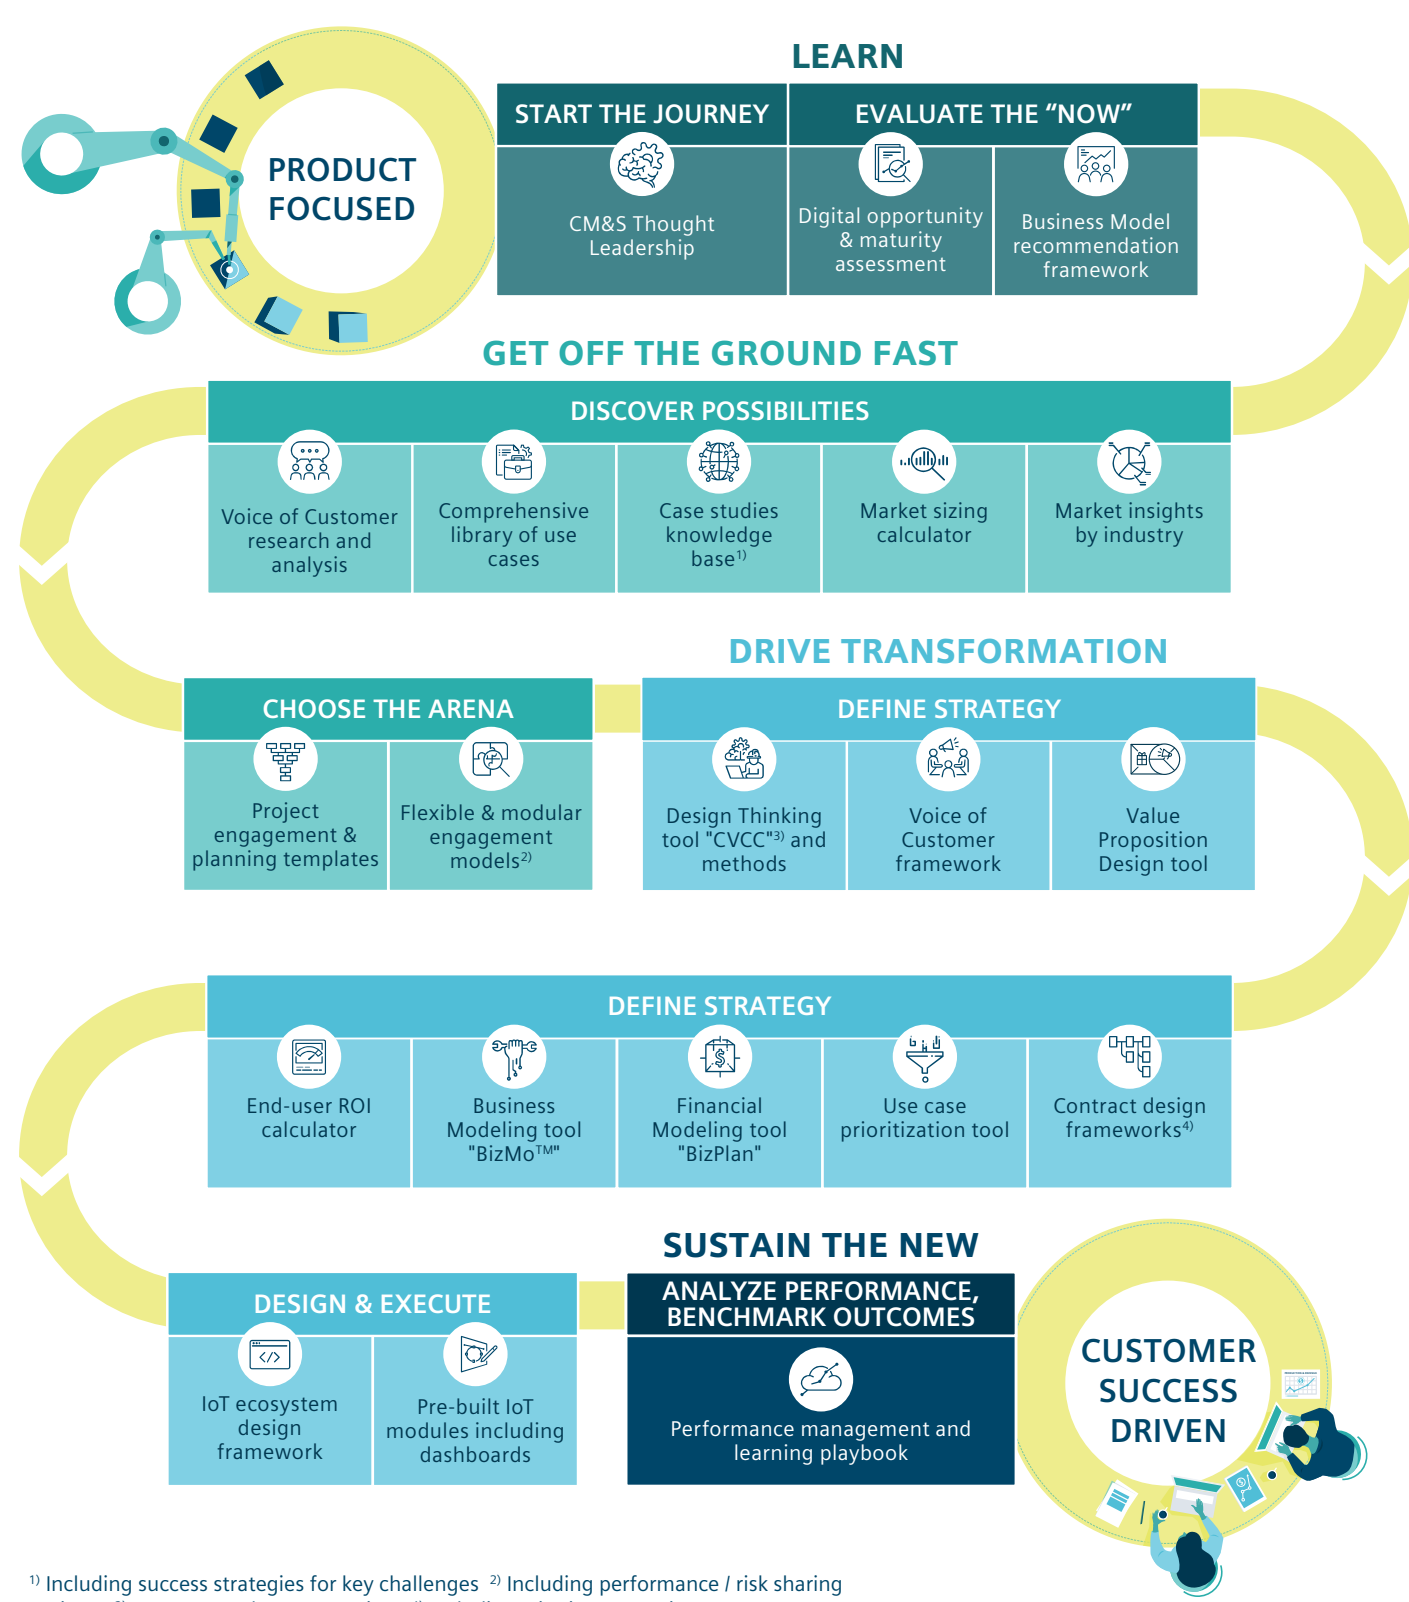 LEARN
PRODUCT
FOCUSED
START THE JOURNEY
EVALUATE THE “NOW”
CM&S Thought
Leadership
Digital opportunity
& maturity
assessment
Business Model
recommendation
framework
GET OFF THE GROUND FAST
DISCOVER POSSIBILITIES
Voice of Customer
research and
analysis
Comprehensive
library of use
cases
Case studies
knowledge
base¹⁾
Market sizing
calculator
Market insights
by industry
DRIVE TRANSFORMATION
CHOOSE THE ARENA
Project
engagement &
planning templates
Flexible & modular
engagement
models²⁾
DEFINE STRATEGY
Design Thinking
tool "CVCC"³⁾ and
methods
Voice of
Customer
framework
Value
Proposition
Design tool
DEFINE STRATEGY
End-user ROI
calculator
Business
Modeling tool
"BizMo™"
Financial
Modeling tool
"BizPlan"
Use case
prioritization tool
Contract design
frameworks⁴⁾
DESIGN & EXECUTE
IoT ecosystem
design
framework
Pre-built IoT
modules including
dashboards
SUSTAIN THE NEW
ANALYZE PERFORMANCE,
BENCHMARK OUTCOMES
Performance management and
learning playbook
CUSTOMER
SUCCESS
DRIVEN
¹⁾ Including success strategies for key challenges ²⁾ Including performance / risk sharing